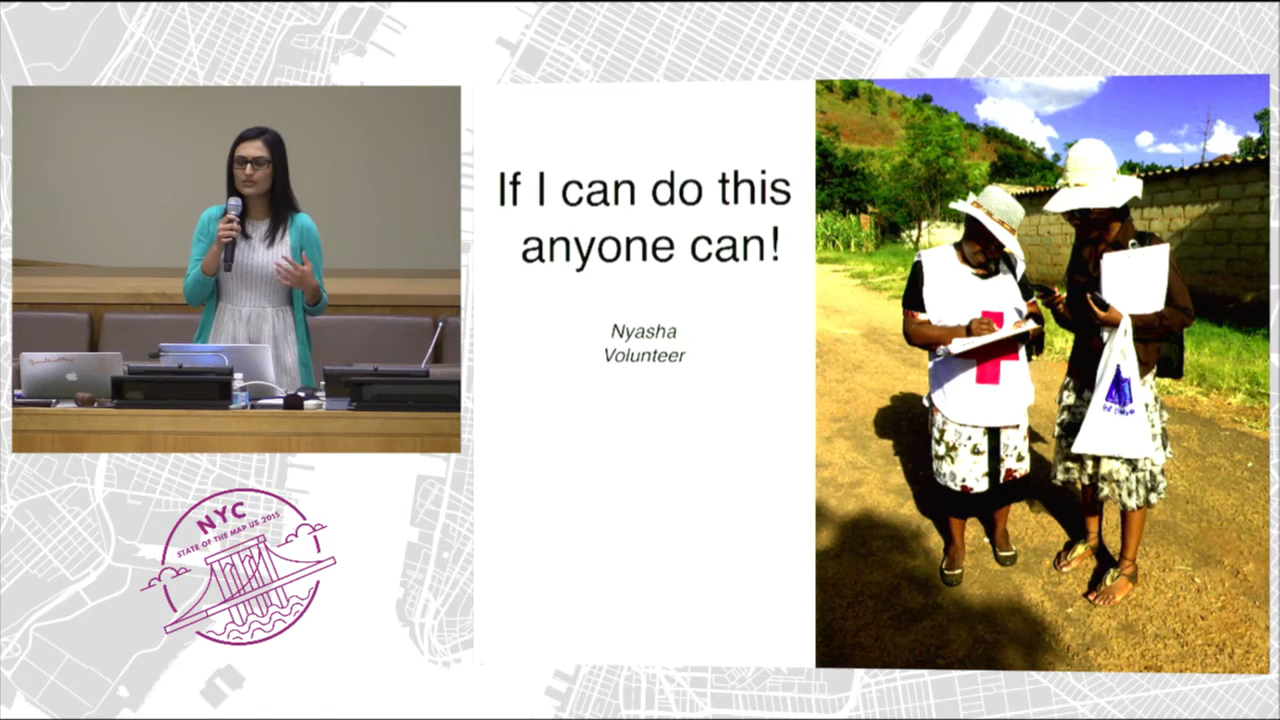 If I can do this
anyone can!
Nyasha
Volunteer
NYC
STATE OF THE MAP US 2015